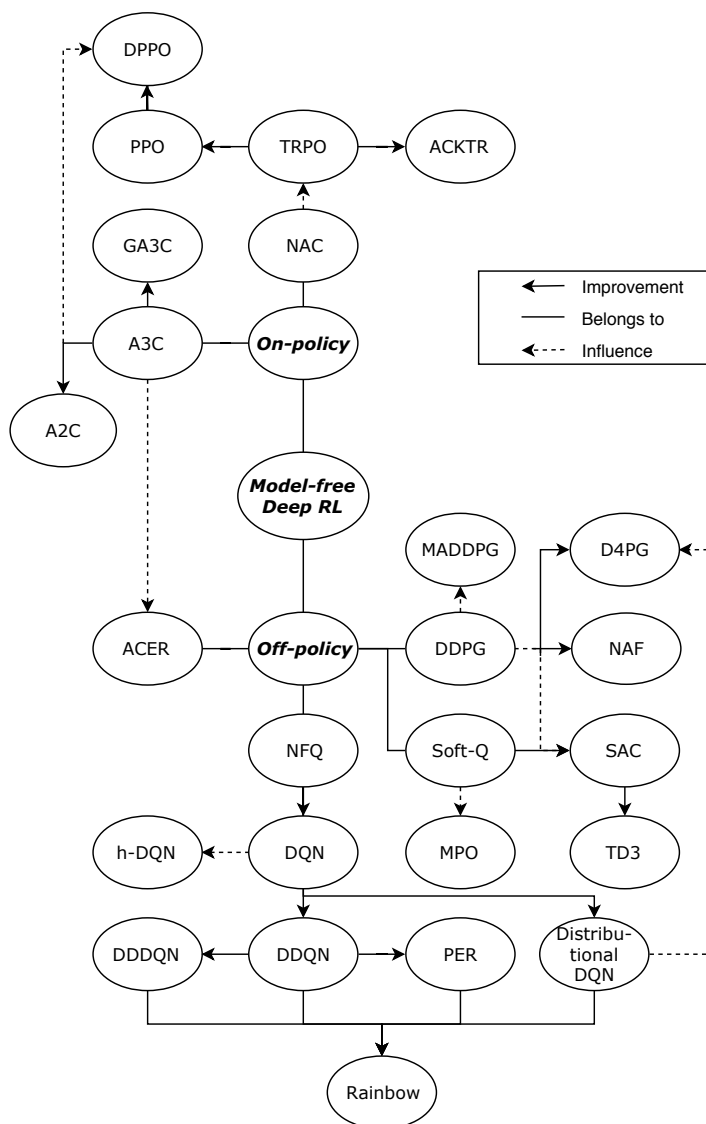 DPPO
PPO
TRPO
ACKTR
GA3C
NAC
Improvement
Belongs to
Influence
A3C
On-policy
A2C
Model-free
Deep RL
MADDPG
D4PG
ACER
Off-policy
DDPG
NAF
NFQ
Soft-Q
SAC
h-DQN
DQN
MPO
TD3
DDDQN
DDQN
PER
Distribu-
tional
DQN
Rainbow